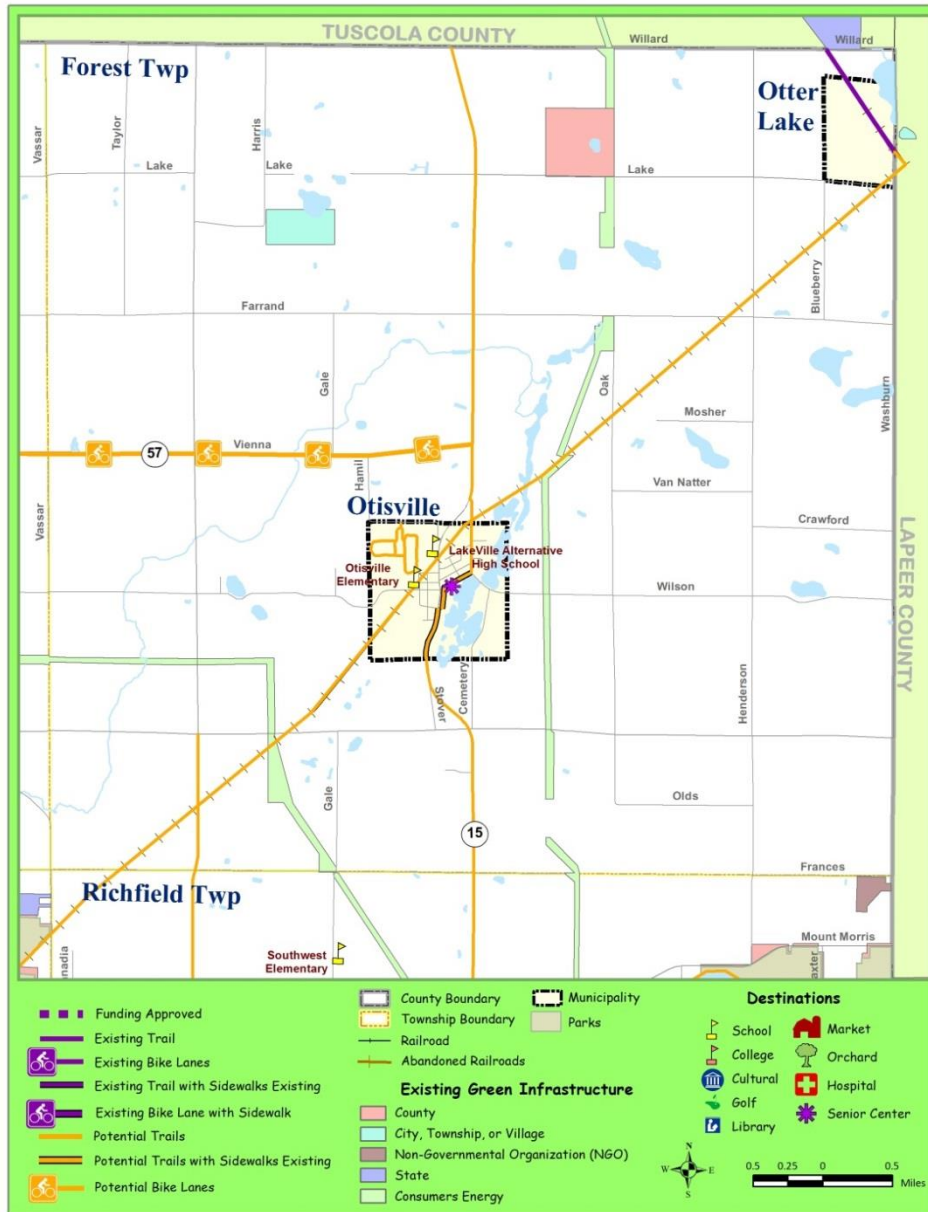 TUSCOLA COUNTY
Forest Twp
Willard
Willard
Otter
Lake
Vassar
Taylor
Harris
Lake
Lake
Lake
Blueberry
Farrand
Gale
Oak
Washburn
Mosher
Vienna
57
Hamil
Van Natter
Otisville
Crawford
Vassar
LakeVille Alternative
High School
Otisville
Elementary
Wilson
LAPEER COUNTY
Stover
Cemetery
Henderson
Gale
Olds
15
Frances
Richfield Twp
Mount Morris
Southwest
Elementary
nadia
axter
Funding Approved
Existing Trail
Existing Bike Lanes
Existing Trail with Sidewalks Existing
Existing Bike Lane with Sidewalk
Potential Trails
Potential Trails with Sidewalks Existing
Potential Bike Lanes
County Boundary
Township Boundary
Railroad
Abandoned Railroads
Municipality
Parks
Existing Green Infrastructure
County
City, Township, or Village
Non-Governmental Organization (NGO)
State
Consumers Energy
Destinations
School
College
Cultural
Golf
Library
Market
Orchard
Hospital
Senior Center
N
W E
S
0.5 0.25 0 0.5
Miles